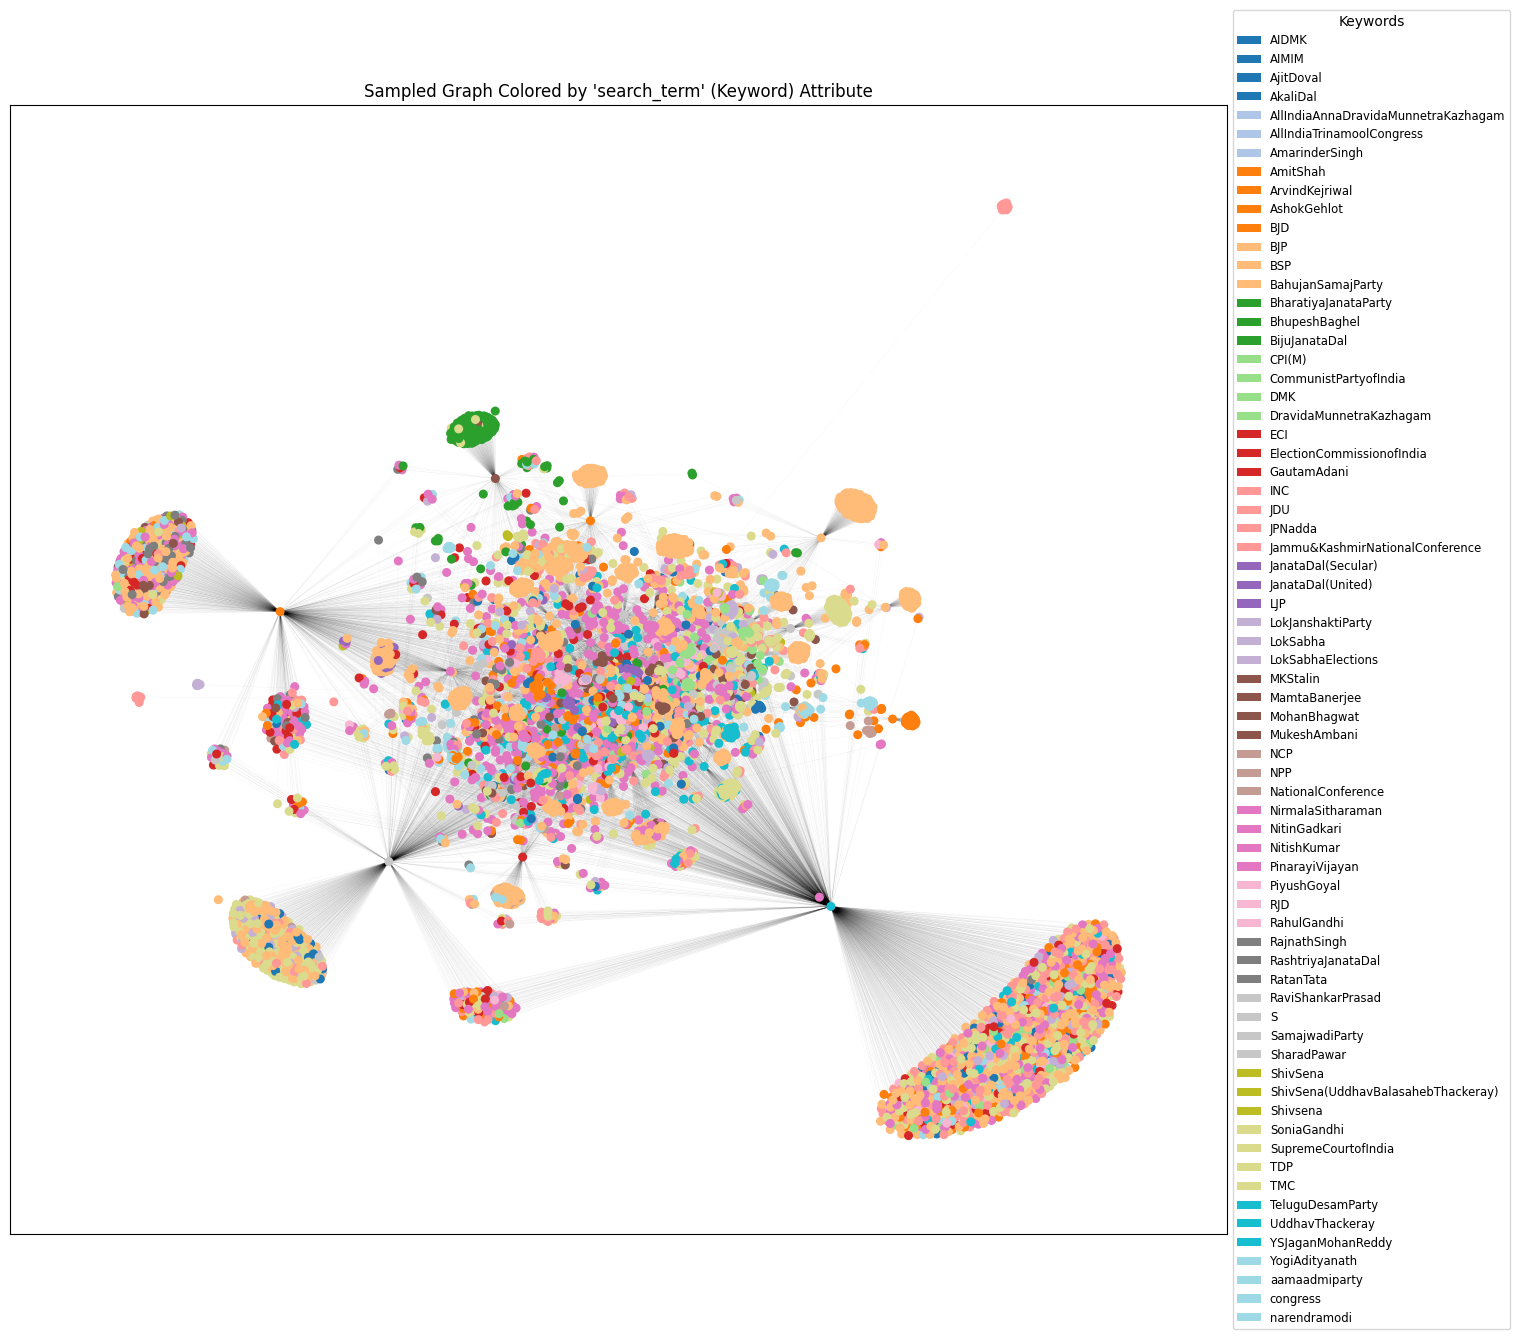 Sampled Graph Colored by 'search_term' (Keyword) Attribute
Keywords
AIDMK
AIMIM
AjitDoval
AkaliDal
AllIndiaAnnaDravidaMunnetraKazhagam
AllIndiaTrinamoolCongress
AmarinderSingh
AmitShah
ArvindKejriwal
AshokGehlot
BJD
BJP
BSP
BahujanSamajParty
BharatiyaJanataParty
BhupeshBaghel
BijuJanataDal
CPI(M)
CommunistPartyofIndia
DMK
DravidaMunnetraKazhagam
ECI
ElectionCommissionofIndia
GautamAdani
INC
JDU
JPNadda
Jammu&KashmirNationalConference
JanataDal(Secular)
JanataDal(United)
LJP
LokJanshaktiParty
LokSabha
LokSabhaElections
MKStalin
MamtaBanerjee
MohanBhagwat
MukeshAmbani
NCP
NPP
NationalConference
NirmalaSitharaman
NitinGadkari
NitishKumar
PinarayiVijayan
PiyushGoyal
RJD
RahulGandhi
RajnathSingh
RashtriyaJanataDal
RatanTata
RaviShankarPrasad
S
SamajwadiParty
SharadPawar
ShivSena
ShivSena(UddhavBalasahebThackeray)
Shivsena
SoniaGandhi
SupremeCourtofIndia
TDP
TMC
TeluguDesamParty
UddhavThackeray
YSJaganMohanReddy
YogiAdityanath
aamaadmiparty
congress
narendramodi